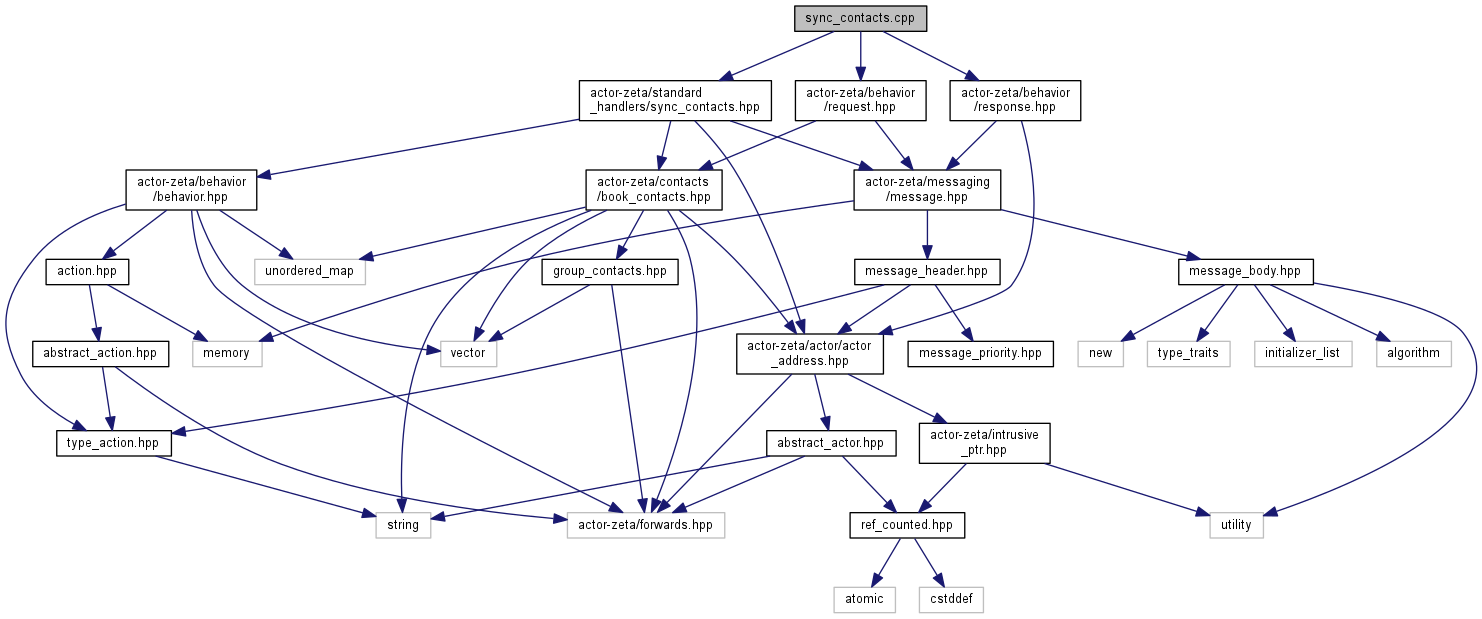 sync_contacts.cpp
actor-zeta/standard
_handlers/sync_contacts.hpp
actor-zeta/behavior
/request.hpp
actor-zeta/behavior
/response.hpp
actor-zeta/behavior
/behavior.hpp
actor-zeta/contacts
/book_contacts.hpp
actor-zeta/messaging
/message.hpp
action.hpp
unordered_map
group_contacts.hpp
message_header.hpp
message_body.hpp
abstract_action.hpp
memory
vector
actor-zeta/actor/actor
_address.hpp
message_priority.hpp
new
type_traits
initializer_list
algorithm
type_action.hpp
abstract_actor.hpp
actor-zeta/intrusive
_ptr.hpp
string
actor-zeta/forwards.hpp
ref_counted.hpp
utility
atomic
cstddef